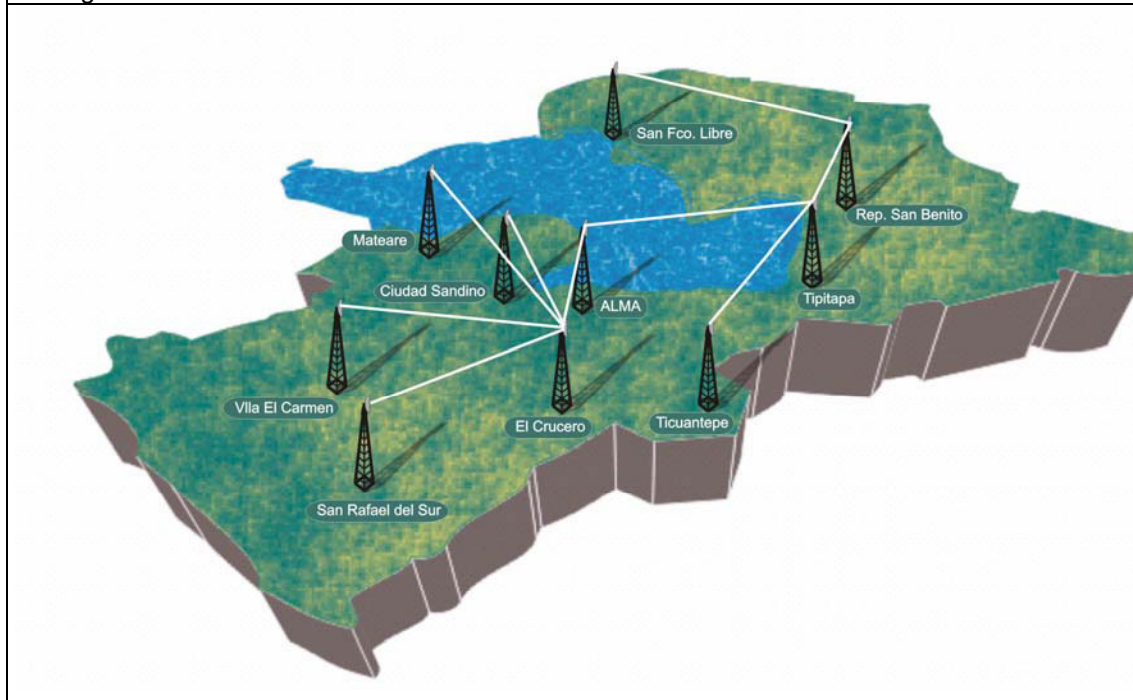 San Fco. Libre
Rep. San Benito
Mateare
Ciudad Sandino
ALMA
Tipitapa
Vlla El Carmen
El Crucero
Ticuantepe
San Rafael del Sur